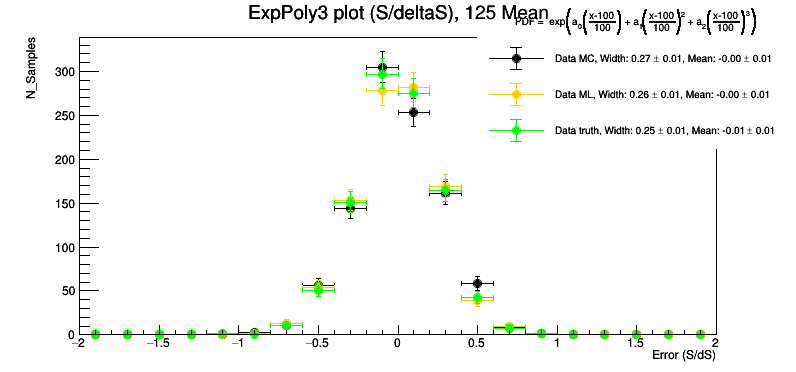 ExpPoly3 plot (S/deltaS), 125 Mean
PDF = exp(a₀(x-100/100) + a₁(x-100/100)² + a₂(x-100/100)³)
Data MC, Width: 0.27 ± 0.01, Mean: -0.00 ± 0.01
Data ML, Width: 0.26 ± 0.01, Mean: -0.00 ± 0.01
Data truth, Width: 0.25 ± 0.01, Mean: -0.01 ± 0.01
N_Samples
300
250
200
150
100
50
0
−2 −1.5 −1 −0.5 0 0.5 1 1.5 2
Error (S/dS)